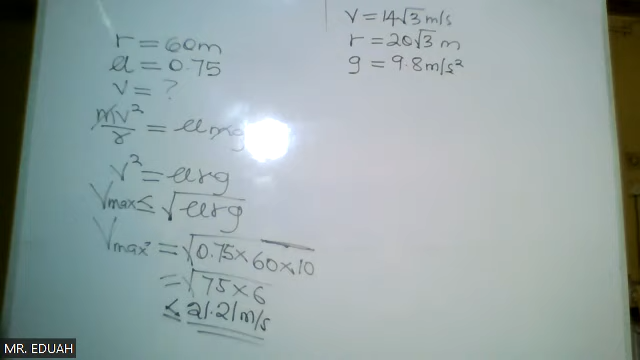 r = 60m
μ = 0.75
V = ?
mv²/r = μmg
V² = μrg
Vmax ≤ √μrg
Vmax = √0.75 × 60 × 10
= √75 × 6
≤ 21.21 m/s
V = 14√3 m/s
r = 20√3 m
g = 9.8 m/s²
MR. EDUAH